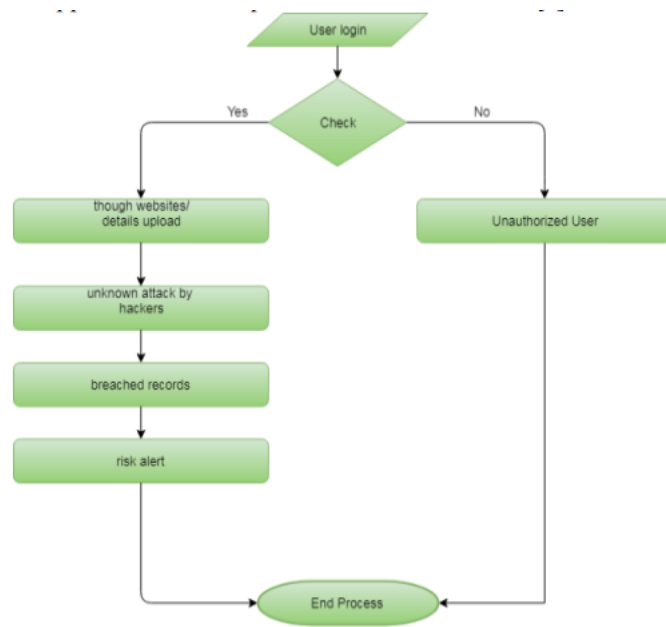 User login
Check
Yes
No
though websites/
details upload
Unauthorized User
unknown attack by
hackers
breached records
risk alert
End Process